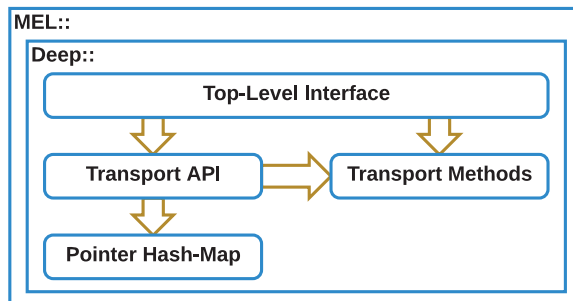 MEL::
Deep::
Top-Level Interface
Transport API
Transport Methods
Pointer Hash-Map